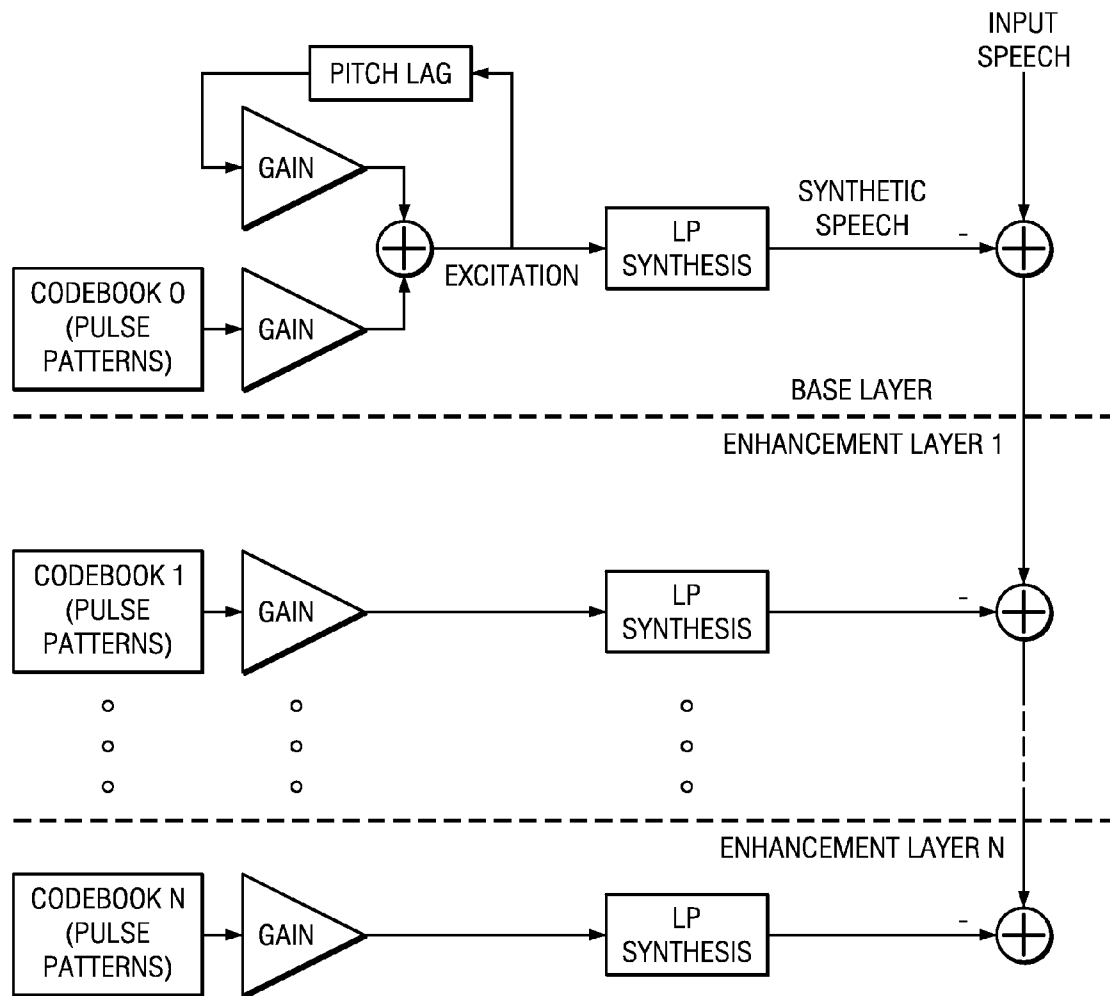 INPUT
SPEECH
PITCH LAG
GAIN
SYNTHETIC
SPEECH
LP
SYNTHESIS
-
EXCITATION
CODEBOOK 0
(PULSE
PATTERNS)
GAIN
BASE LAYER
ENHANCEMENT LAYER 1
CODEBOOK 1
(PULSE
PATTERNS)
GAIN
LP
SYNTHESIS
-
ENHANCEMENT LAYER N
CODEBOOK N
(PULSE
PATTERNS)
GAIN
LP
SYNTHESIS
-